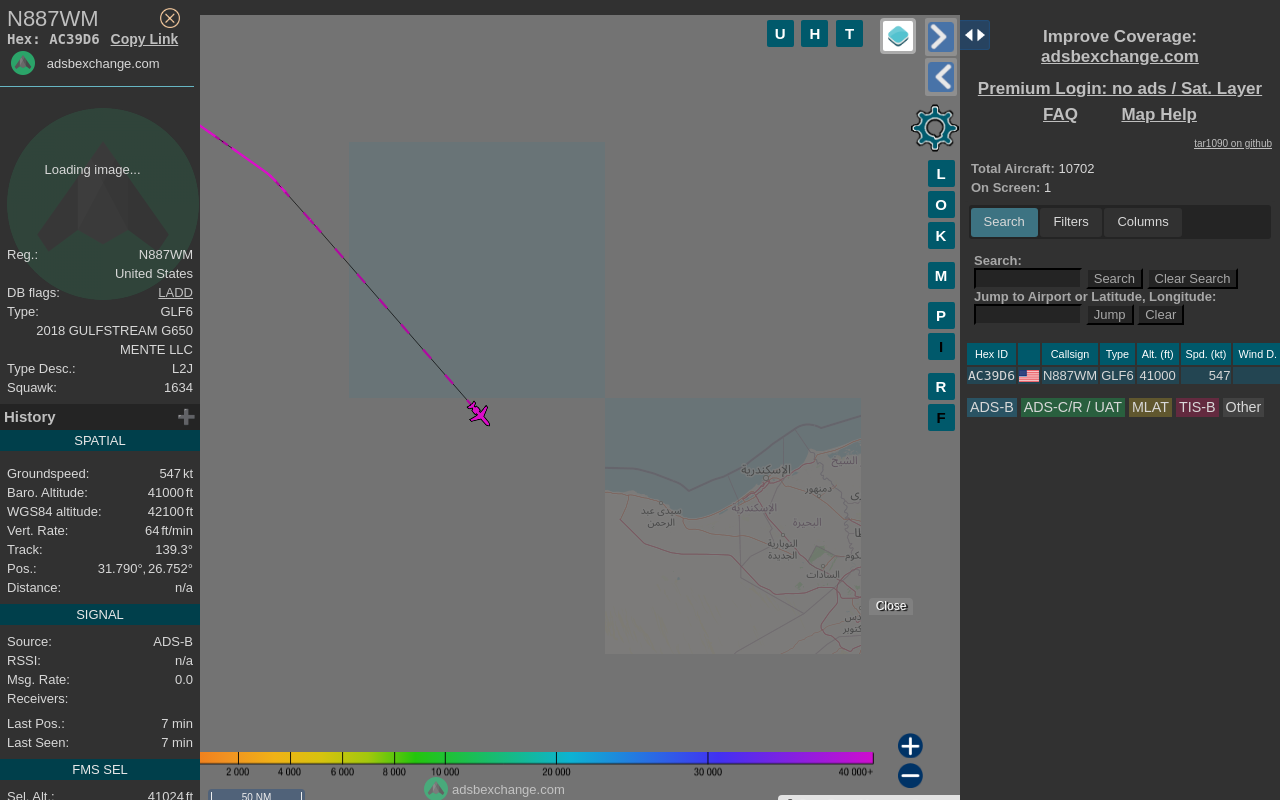 N887WM
Hex: AC39D6 Copy Link
adsbexchange.com
Loading image...
Reg.: N887WM
United States
DB flags: LADD
Type: GLF6
2018 GULFSTREAM G650
MENTE LLC
Type Desc.: L2J
Squawk: 1634
History
SPATIAL
Groundspeed: 547 kt
Baro. Altitude: 41000 ft
WGS84 altitude: 42100 ft
Vert. Rate: 64 ft/min
Track: 139.3°
Pos.: 31.790°, 26.752°
Distance: n/a
SIGNAL
Source: ADS-B
RSSI: n/a
Msg. Rate: 0.0
Receivers:
Last Pos.: 7 min
Last Seen: 7 min
FMS SEL
Sel. Alt.: 41024 ft
U H T
L
O
K
M
P
I
R
F
الإسكندرية
الشيخ
دمنهور
سيدي عبد
الرحمن
الإسكندرية
البحيرة
النوبارية
الجديدة
السادات
Close
2 000 4 000 6 000 8 000 10 000 20 000 30 000 40 000+
adsbexchange.com
50 NM
Improve Coverage:
adsbexchange.com
Premium Login: no ads / Sat. Layer
FAQ Map Help
tar1090 on github
Total Aircraft: 10702
On Screen: 1
Search Filters Columns
Search:
Search Clear Search
Jump to Airport or Latitude, Longitude:
Jump Clear
Hex ID Callsign Type Alt. (ft) Spd. (kt) Wind D.
AC39D6 N887WM GLF6 41000 547
ADS-B ADS-C/R / UAT MLAT TIS-B Other